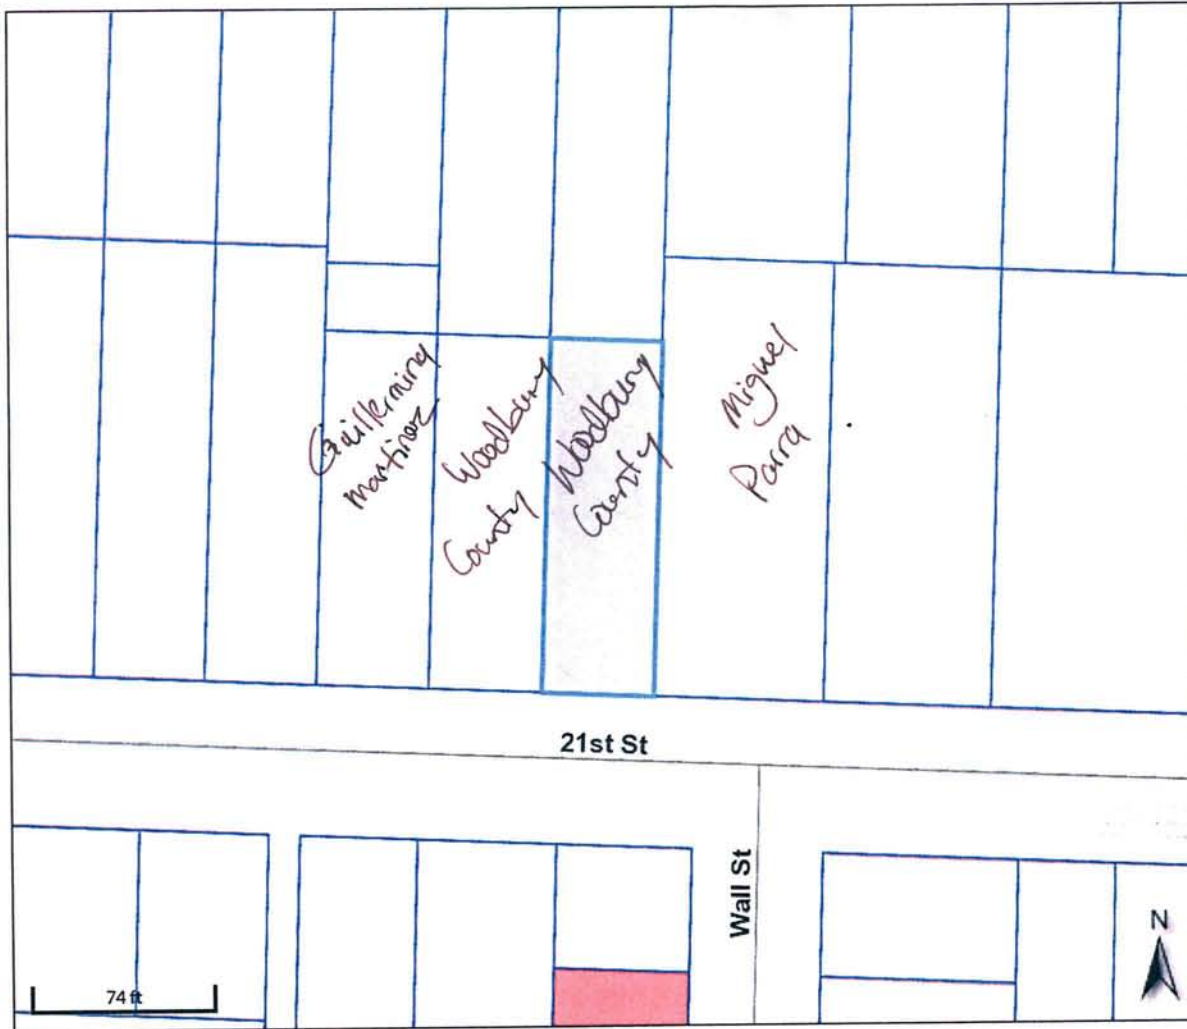 Guillermina
Martinez
Woodbury
County
Woodbury
County
Miguel
Parra
21st St
Wall St
N
74 ft